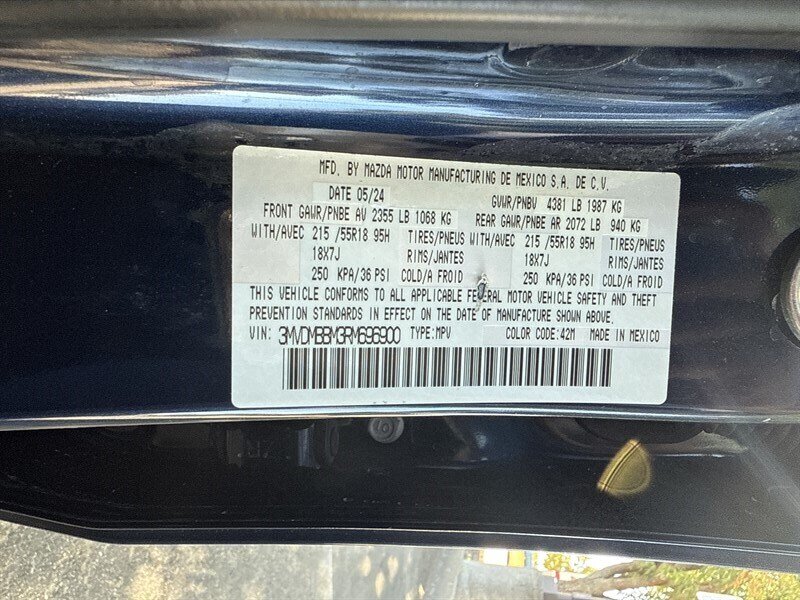 MFD. BY MAZDA MOTOR MANUFACTURING DE MEXICO S.A. DE C.V.
DATE 05/24 GVWR/PNBV 4381 LB 1987 KG
FRONT GAWR/PNBE AV 2355 LB 1068 KG REAR GAWR/PNBE AR 2072 LB 940 KG
WITH/AVEC 215 /55R18 95H TIRES/PNEUS WITH/AVEC 215 /55R18 95H TIRES/PNEUS
18X7J RIMS/JANTES 18X7J RIMS/JANTES
250 KPA/36 PSI COLD/A FROID 250 KPA/36 PSI COLD/A FROID
THIS VEHICLE CONFORMS TO ALL APPLICABLE FEDERAL MOTOR VEHICLE SAFETY AND THEFT
PREVENTION STANDARDS IN EFFECT ON THE DATE OF MANUFACTURE SHOWN ABOVE.
VIN: 3MVDMBBM3RM696900 TYPE:MPV COLOR CODE:42M MADE IN MEXICO